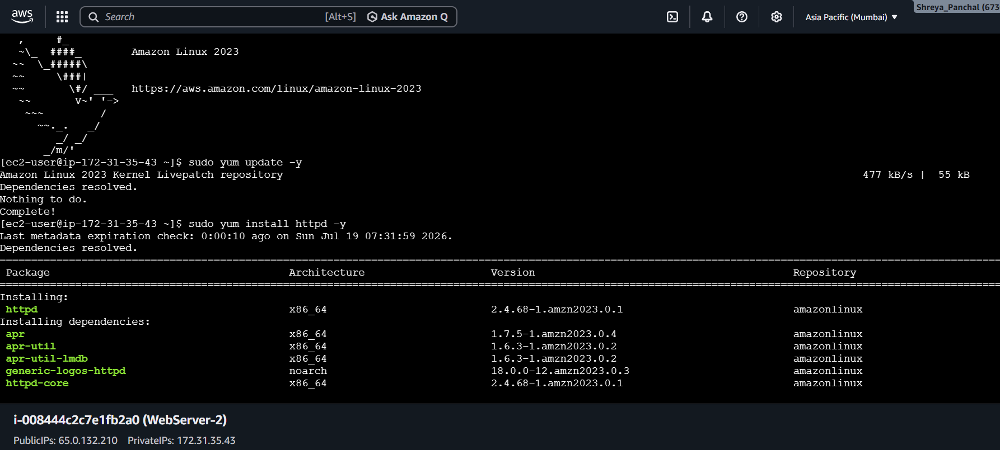 aws Search [Alt+S] Ask Amazon Q Asia Pacific (Mumbai) ▼ Shreya_Panchal (673
   ,     #_
   ~\_  ####_        Amazon Linux 2023
  ~~  \_#####\
  ~~     \###|
  ~~       \#/ ___   https://aws.amazon.com/linux/amazon-linux-2023
   ~~       V~' '->
    ~~~         /
      ~~._.   _/
         _/ _/
       _/m/'
[ec2-user@ip-172-31-35-43 ~]$ sudo yum update -y
Amazon Linux 2023 Kernel Livepatch repository 477 kB/s | 55 kB
Dependencies resolved.
Nothing to do.
Complete!
[ec2-user@ip-172-31-35-43 ~]$ sudo yum install httpd -y
Last metadata expiration check: 0:00:10 ago on Sun Jul 19 07:31:59 2026.
Dependencies resolved.
Package Architecture Version Repository
Installing:
httpd x86_64 2.4.68-1.amzn2023.0.1 amazonlinux
Installing dependencies:
apr x86_64 1.7.5-1.amzn2023.0.4 amazonlinux
apr-util x86_64 1.6.3-1.amzn2023.0.2 amazonlinux
apr-util-lmdb x86_64 1.6.3-1.amzn2023.0.2 amazonlinux
generic-logos-httpd noarch 18.0.0-12.amzn2023.0.3 amazonlinux
httpd-core x86_64 2.4.68-1.amzn2023.0.1 amazonlinux
i-008444c2c7e1fb2a0 (WebServer-2)
PublicIPs: 65.0.132.210 PrivateIPs: 172.31.35.43